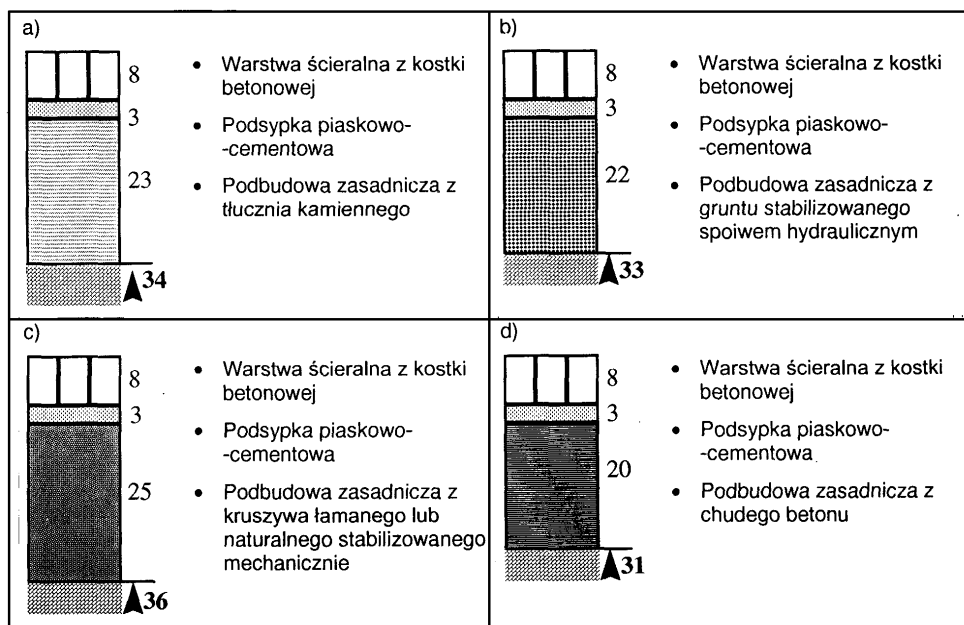 a)
8
3
23
34
• Warstwa ścieralna z kostki
betonowej
• Podsypka piaskowo-
-cementowa
• Podbudowa zasadnicza z
tłucznia kamiennego
b)
8
3
22
33
• Warstwa ścieralna z kostki
betonowej
• Podsypka piaskowo-
-cementowa
• Podbudowa zasadnicza z
gruntu stabilizowanego
spoiwem hydraulicznym
c)
8
3
25
36
• Warstwa ścieralna z kostki
betonowej
• Podsypka piaskowo-
-cementowa
• Podbudowa zasadnicza z
kruszywa łamanego lub
naturalnego stabilizowanego
mechanicznie
d)
8
3
20
31
• Warstwa ścieralna z kostki
betonowej
• Podsypka piaskowo-
-cementowa
• Podbudowa zasadnicza z
chudego betonu